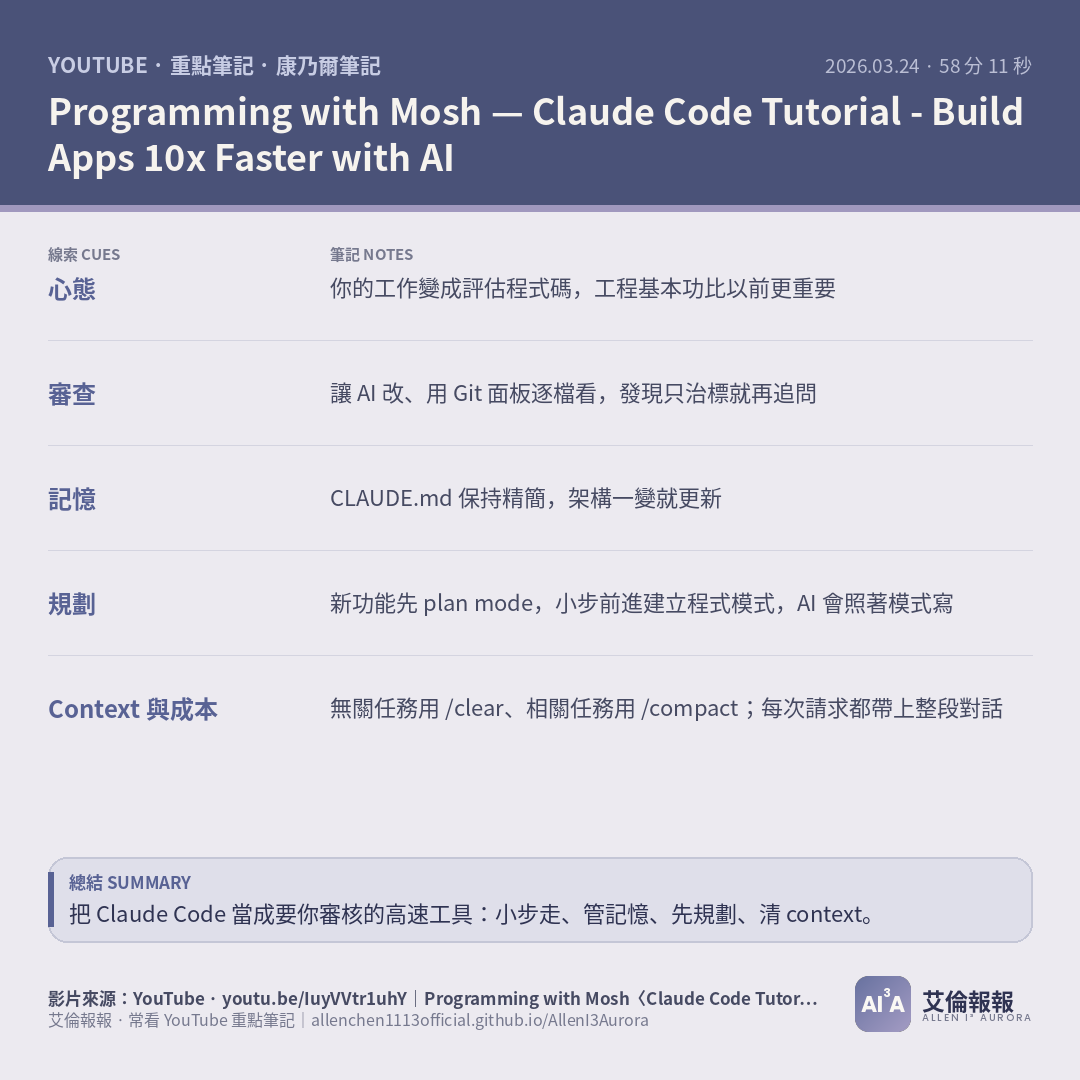 YOUTUBE · 重點筆記 · 康乃爾筆記
2026.03.24 · 58 分 11 秒
Programming with Mosh — Claude Code Tutorial - Build
Apps 10x Faster with AI
線索 CUES
筆記 NOTES
心態
你的工作變成評估程式碼，工程基本功比以前更重要
審查
讓 AI 改、用 Git 面板逐檔看，發現只治標就再追問
記憶
CLAUDE.md 保持精簡，架構一變就更新
規劃
新功能先 plan mode，小步前進建立程式模式，AI 會照著模式寫
Context 與成本
無關任務用 /clear、相關任務用 /compact；每次請求都帶上整段對話
總結 SUMMARY
把 Claude Code 當成要你審核的高速工具：小步走、管記憶、先規劃、清 context。
影片來源：YouTube · youtu.be/IuyVVtr1uhY｜Programming with Mosh〈Claude Code Tutor…
艾倫報報 · 常看 YouTube 重點筆記｜allenchen1113official.github.io/AllenI3Aurora
AI³A
艾倫報報
ALLEN I³ AURORA